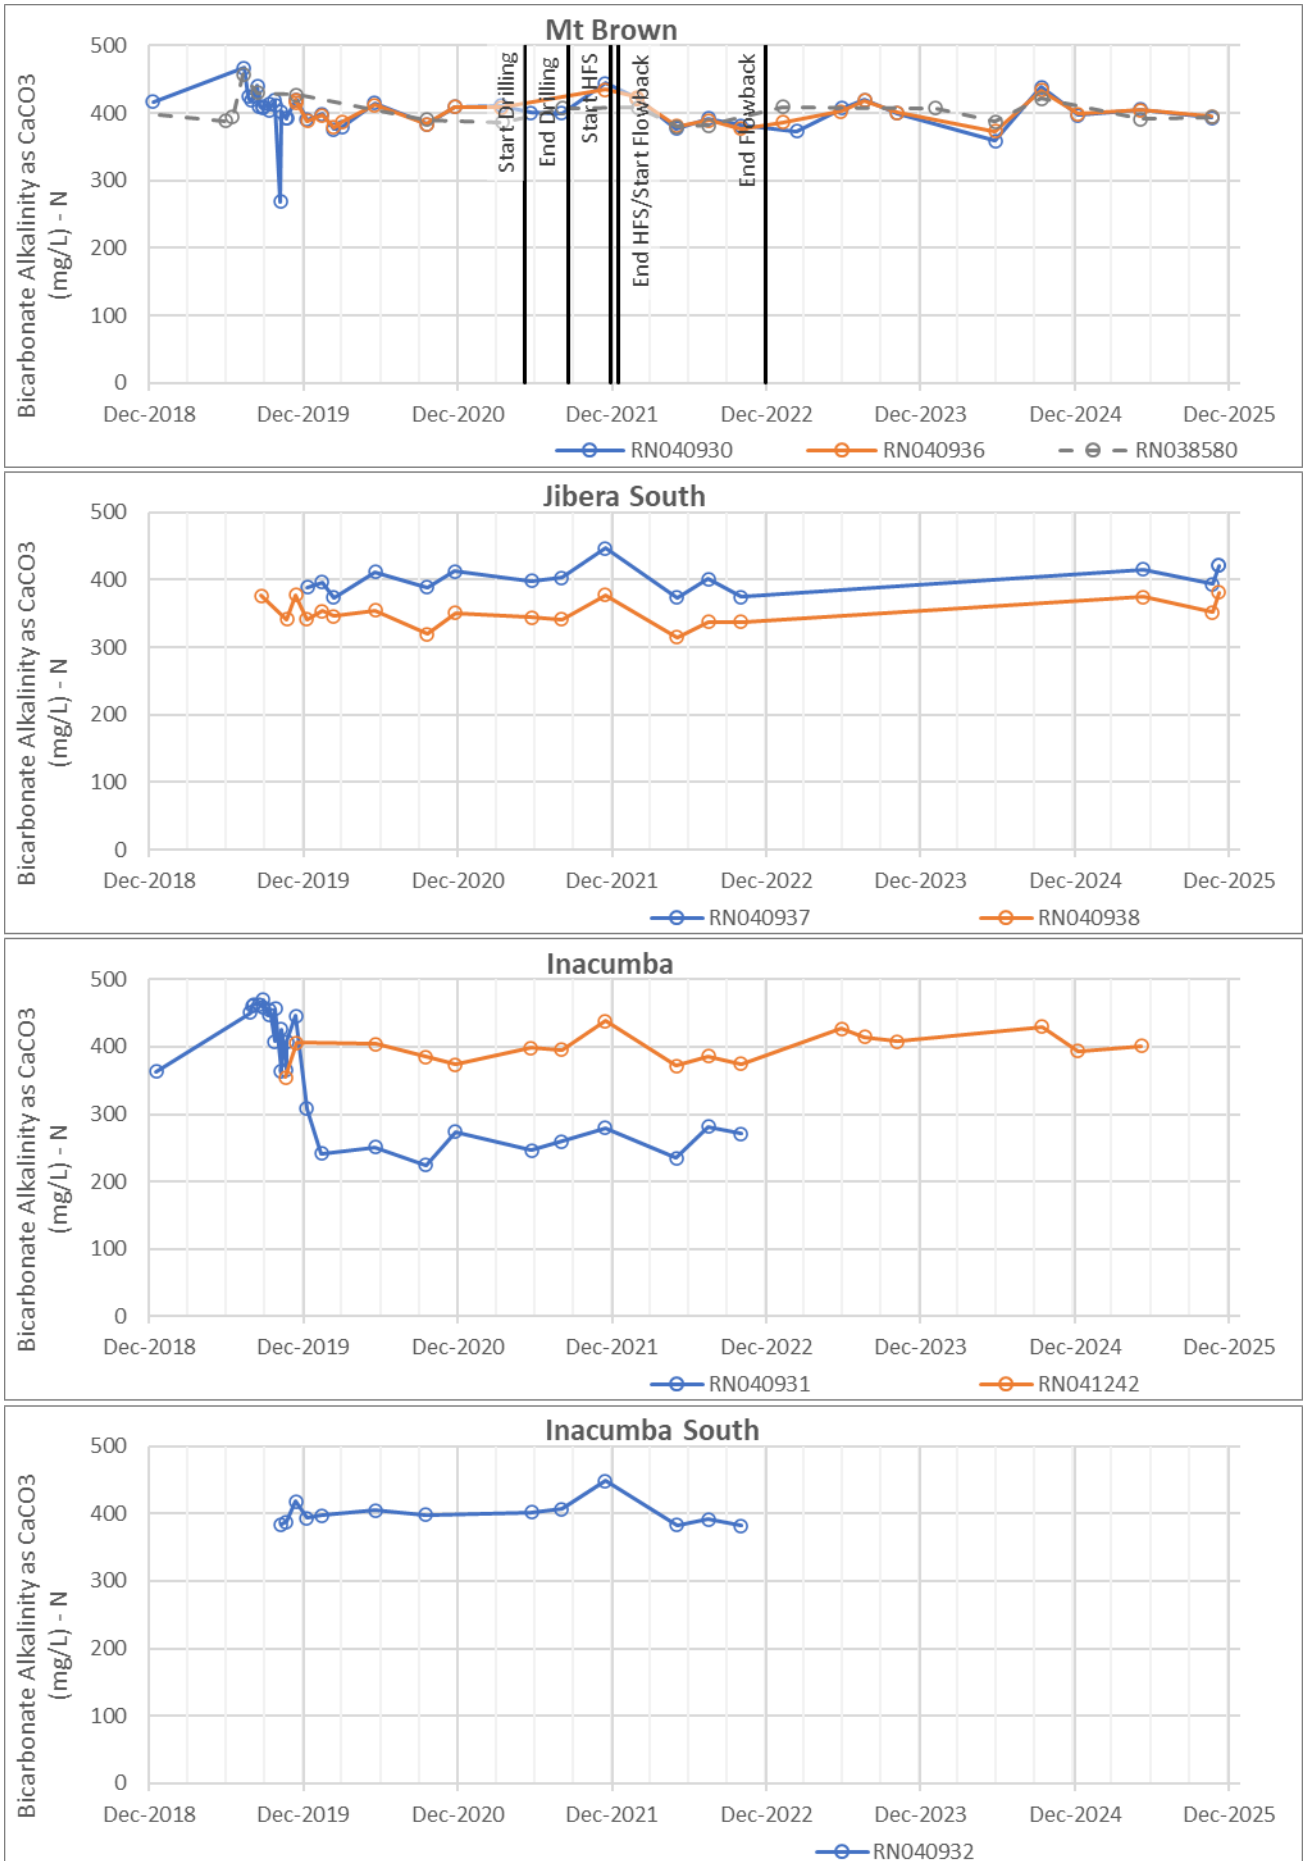 Mt Brown
Bicarbonate Alkalinity as CaCO3
(mg/L) - N
500
400
300
200
100
0
Start Drilling
End Drilling
Start HFS
End HFS/Start Flowback
End Flowback
Dec-2018 Dec-2019 Dec-2020 Dec-2021 Dec-2022 Dec-2023 Dec-2024 Dec-2025
RN040930 RN040936 RN038580
Jibera South
Bicarbonate Alkalinity as CaCO3
(mg/L) - N
500
400
300
200
100
0
Dec-2018 Dec-2019 Dec-2020 Dec-2021 Dec-2022 Dec-2023 Dec-2024 Dec-2025
RN040937 RN040938
Inacumba
Bicarbonate Alkalinity as CaCO3
(mg/L) - N
500
400
300
200
100
0
Dec-2018 Dec-2019 Dec-2020 Dec-2021 Dec-2022 Dec-2023 Dec-2024 Dec-2025
RN040931 RN041242
Inacumba South
Bicarbonate Alkalinity as CaCO3
(mg/L) - N
500
400
300
200
100
0
Dec-2018 Dec-2019 Dec-2020 Dec-2021 Dec-2022 Dec-2023 Dec-2024 Dec-2025
RN040932